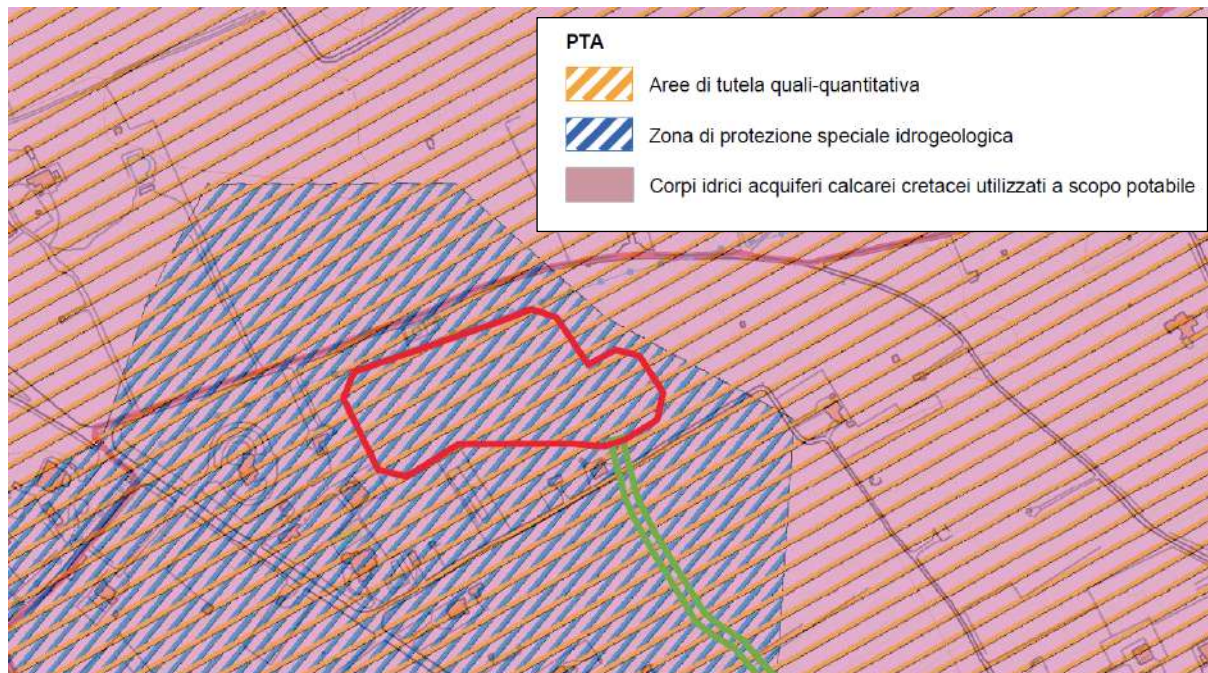 PTA
Aree di tutela quali-quantitativa
Zona di protezione speciale idrogeologica
Corpi idrici acquiferi calcarei cretacei utilizzati a scopo potabile